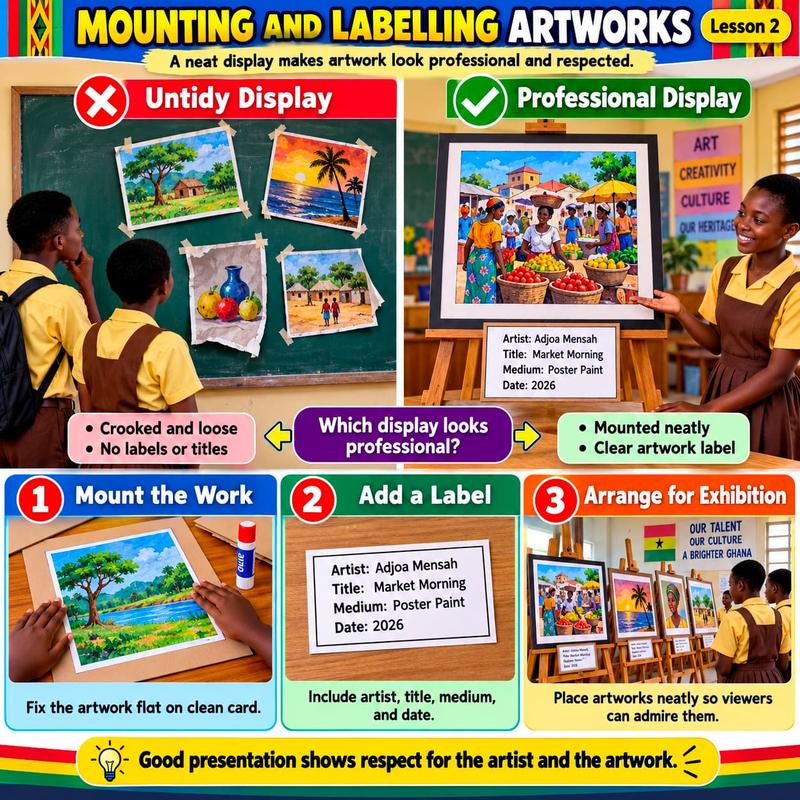 MOUNTING AND LABELLING ARTWORKS
Lesson 2
A neat display makes artwork look professional and respected.
Untidy Display
Professional Display
ART
CREATIVITY
CULTURE
OUR HERITAGE
Artist: Adjoa Mensah
Title: Market Morning
Medium: Poster Paint
Date: 2026
• Crooked and loose
• No labels or titles
Which display looks
professional?
• Mounted neatly
• Clear artwork label
1 Mount the Work
Fix the artwork flat on clean card.
2 Add a Label
Artist: Adjoa Mensah
Title: Market Morning
Medium: Poster Paint
Date: 2026
Include artist, title, medium,
and date.
3 Arrange for Exhibition
OUR TALENT
OUR CULTURE
A BRIGHTER GHANA
Place artworks neatly so viewers
can admire them.
Good presentation shows respect for the artist and the artwork.